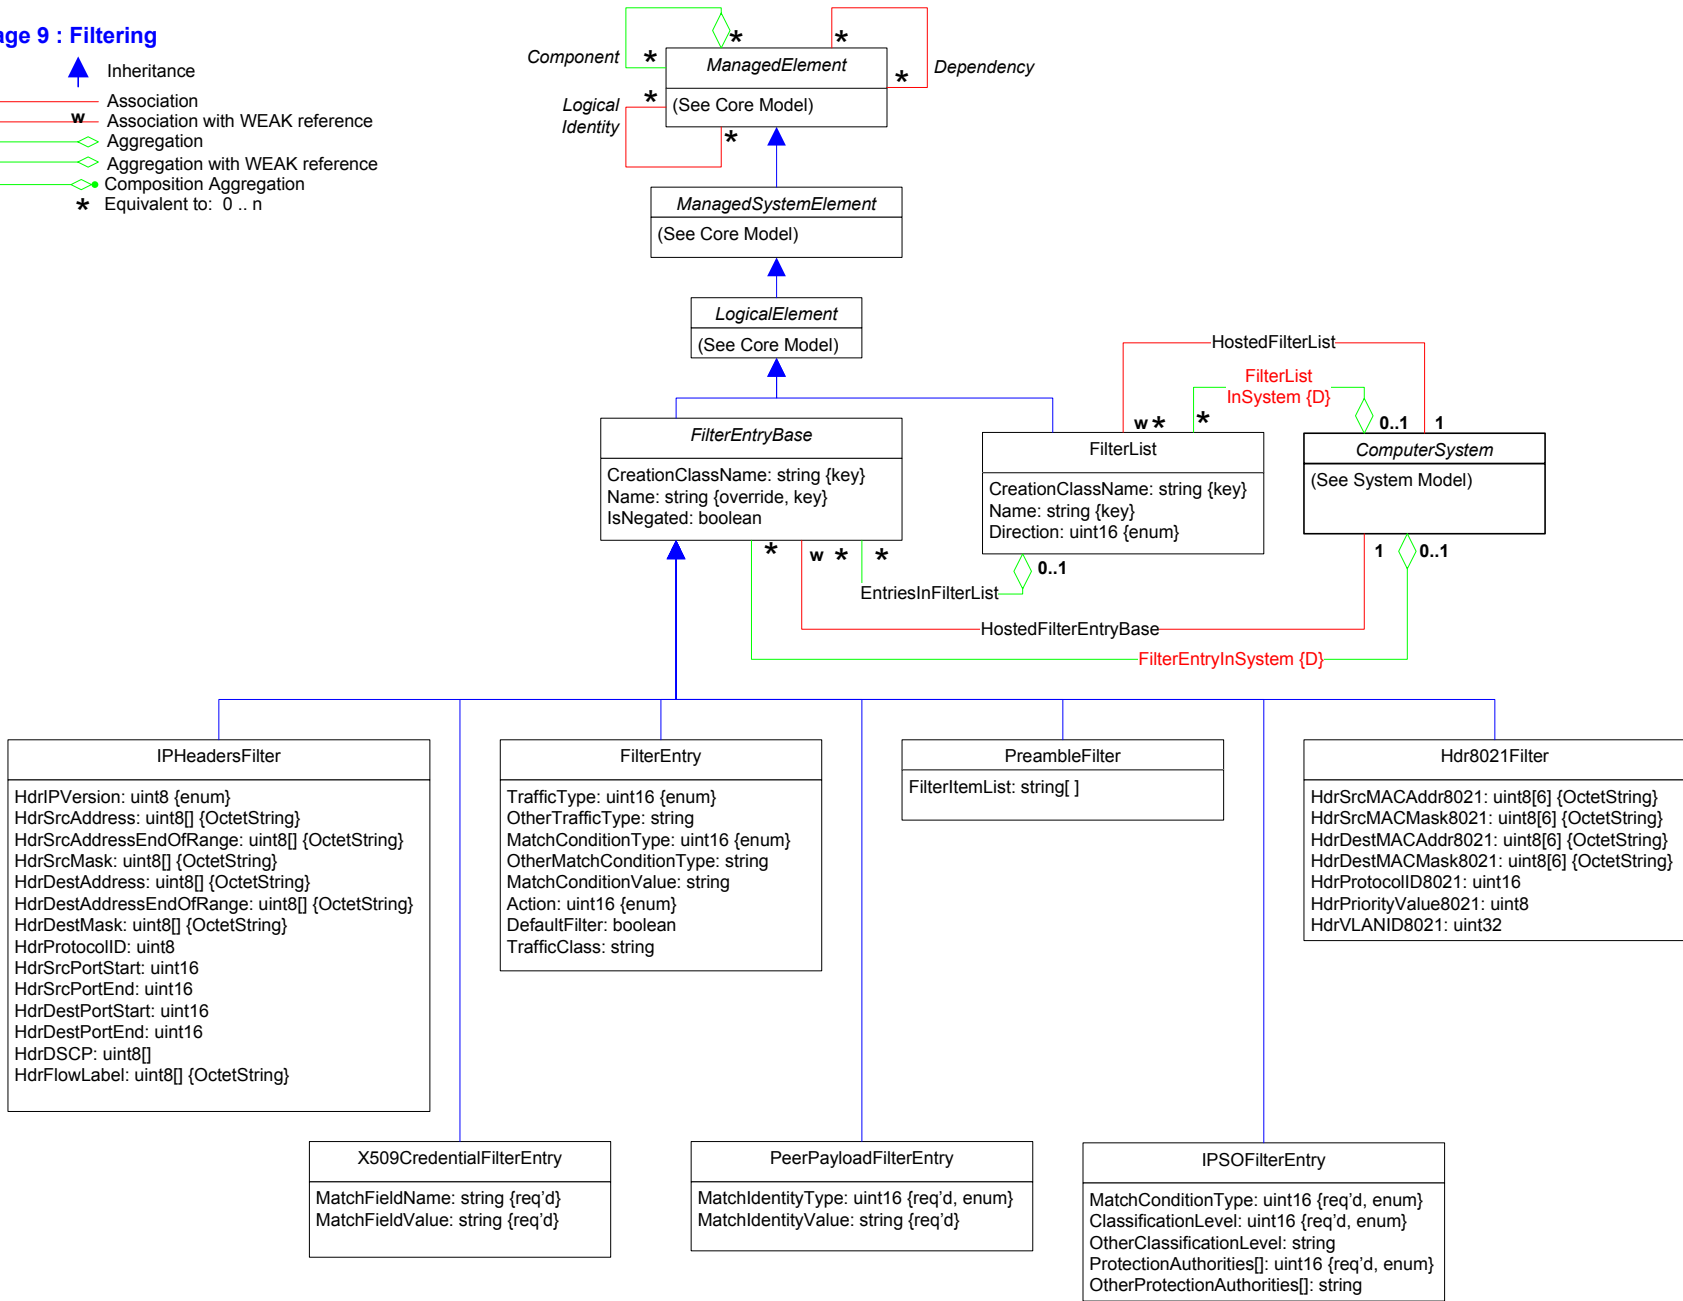 age 9 : Filtering
Inheritance
Association
w Association with WEAK reference
Aggregation
Aggregation with WEAK reference
Composition Aggregation
* Equivalent to: 0 .. n
Component
*
*
*
*
Dependency
ManagedElement
(See Core Model)
Logical
Identity
*
*
ManagedSystemElement
(See Core Model)
LogicalElement
(See Core Model)
HostedFilterList
FilterList
InSystem {D}
w *
*
0..1
1
FilterEntryBase
CreationClassName: string {key}
Name: string {override, key}
IsNegated: boolean
FilterList
CreationClassName: string {key}
Name: string {key}
Direction: uint16 {enum}
ComputerSystem
(See System Model)
*
w *
*
0..1
1
0..1
EntriesInFilterList
HostedFilterEntryBase
FilterEntryInSystem {D}
IPHeadersFilter
HdrIPVersion: uint8 {enum}
HdrSrcAddress: uint8[] {OctetString}
HdrSrcAddressEndOfRange: uint8[] {OctetString}
HdrSrcMask: uint8[] {OctetString}
HdrDestAddress: uint8[] {OctetString}
HdrDestAddressEndOfRange: uint8[] {OctetString}
HdrDestMask: uint8[] {OctetString}
HdrProtocolID: uint8
HdrSrcPortStart: uint16
HdrSrcPortEnd: uint16
HdrDestPortStart: uint16
HdrDestPortEnd: uint16
HdrDSCP: uint8[]
HdrFlowLabel: uint8[] {OctetString}
FilterEntry
TrafficType: uint16 {enum}
OtherTrafficType: string
MatchConditionType: uint16 {enum}
OtherMatchConditionType: string
MatchConditionValue: string
Action: uint16 {enum}
DefaultFilter: boolean
TrafficClass: string
PreambleFilter
FilterItemList: string[ ]
Hdr8021Filter
HdrSrcMACAddr8021: uint8[6] {OctetString}
HdrSrcMACMask8021: uint8[6] {OctetString}
HdrDestMACAddr8021: uint8[6] {OctetString}
HdrDestMACMask8021: uint8[6] {OctetString}
HdrProtocolID8021: uint16
HdrPriorityValue8021: uint8
HdrVLANID8021: uint32
X509CredentialFilterEntry
MatchFieldName: string {req’d}
MatchFieldValue: string {req’d}
PeerPayloadFilterEntry
MatchIdentityType: uint16 {req’d, enum}
MatchIdentityValue: string {req’d}
IPSOFilterEntry
MatchConditionType: uint16 {req’d, enum}
ClassificationLevel: uint16 {req’d, enum}
OtherClassificationLevel: string
ProtectionAuthorities[]: uint16 {req’d, enum}
OtherProtectionAuthorities[]: string